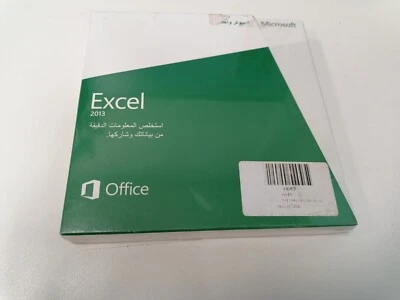 Microsoft
Excel
2013
استخلص المعلومات الدقيقة
من بياناتك وشاركها.
Office